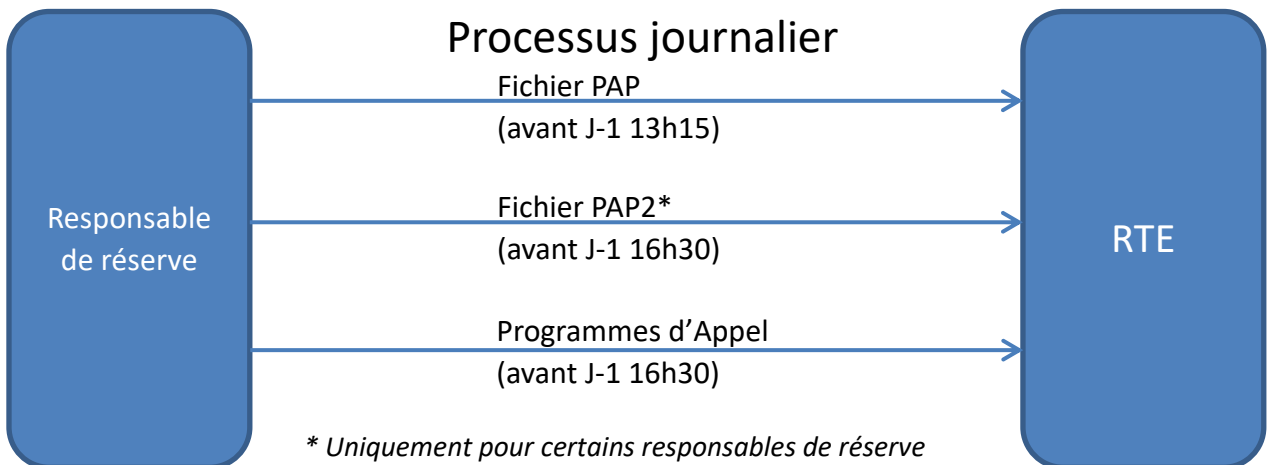 Processus journalier
Fichier PAP
(avant J-1 13h15)
Fichier PAP2*
(avant J-1 16h30)
Responsable
de réserve
RTE
Programmes d’Appel
(avant J-1 16h30)
* Uniquement pour certains responsables de réserve